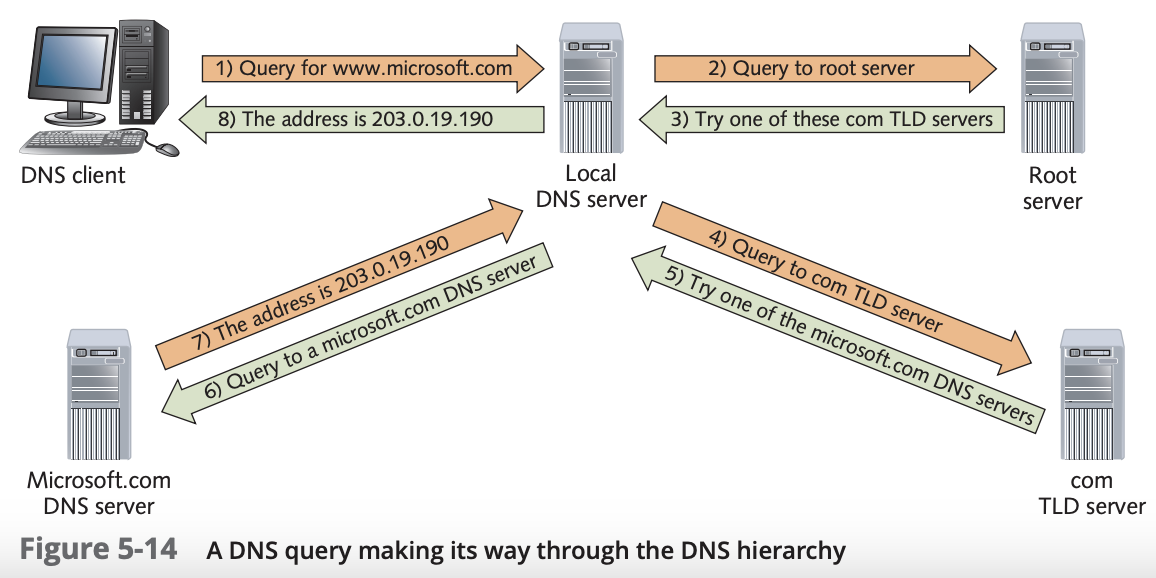 1) Query for www.microsoft.com
2) Query to root server
8) The address is 203.0.19.190
3) Try one of these com TLD servers
DNS client
Local
DNS server
Root
server
4) Query to com TLD server
5) Try one of the microsoft.com DNS servers
7) The address is 203.0.19.190
6) Query to a microsoft.com DNS server
Microsoft.com
DNS server
com
TLD server
Figure 5-14 A DNS query making its way through the DNS hierarchy